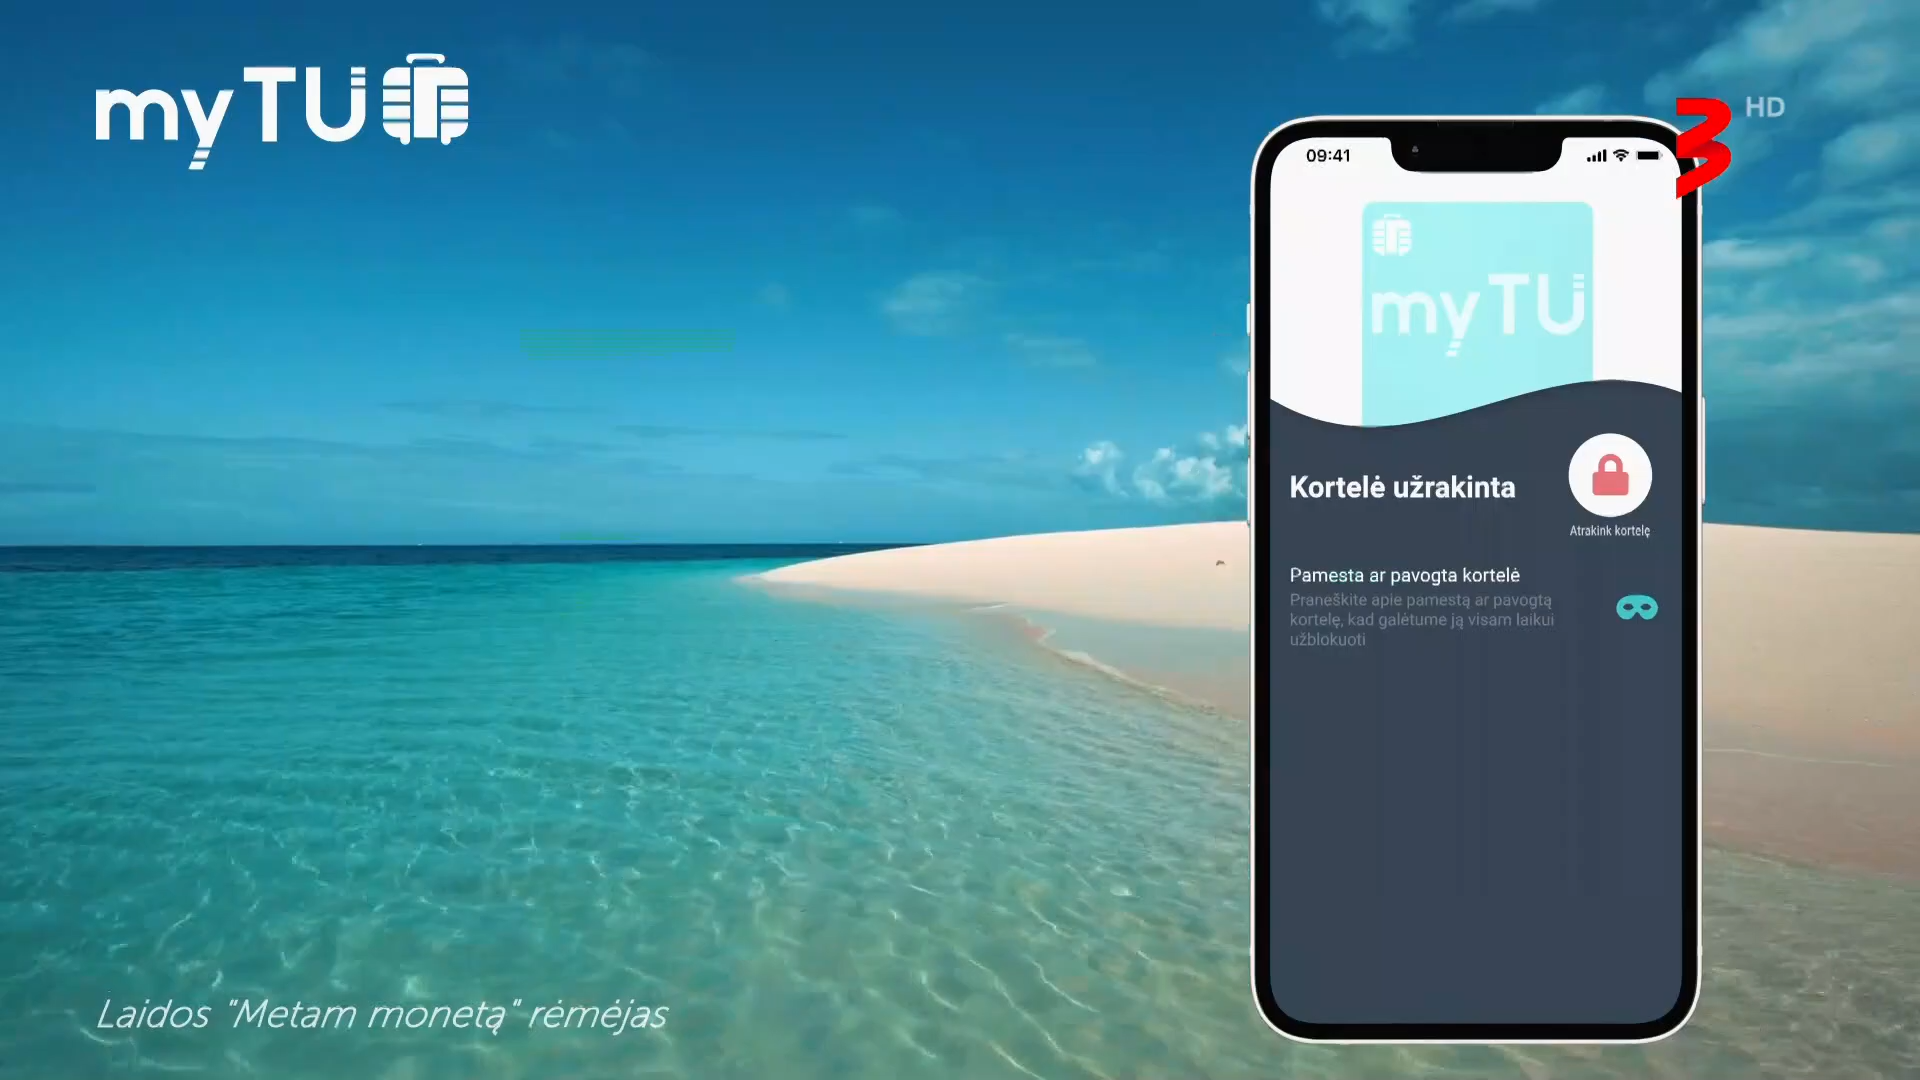 myTU
3 HD
09:41
myTU
Kortelė užrakinta
Atrakink kortelę
Pamesta ar pavogta kortelė
Praneškite apie pamestą ar pavogtą
kortelę, kad galėtume ją visam laikui
užblokuoti
Laidos "Metam monetą" rėmėjas